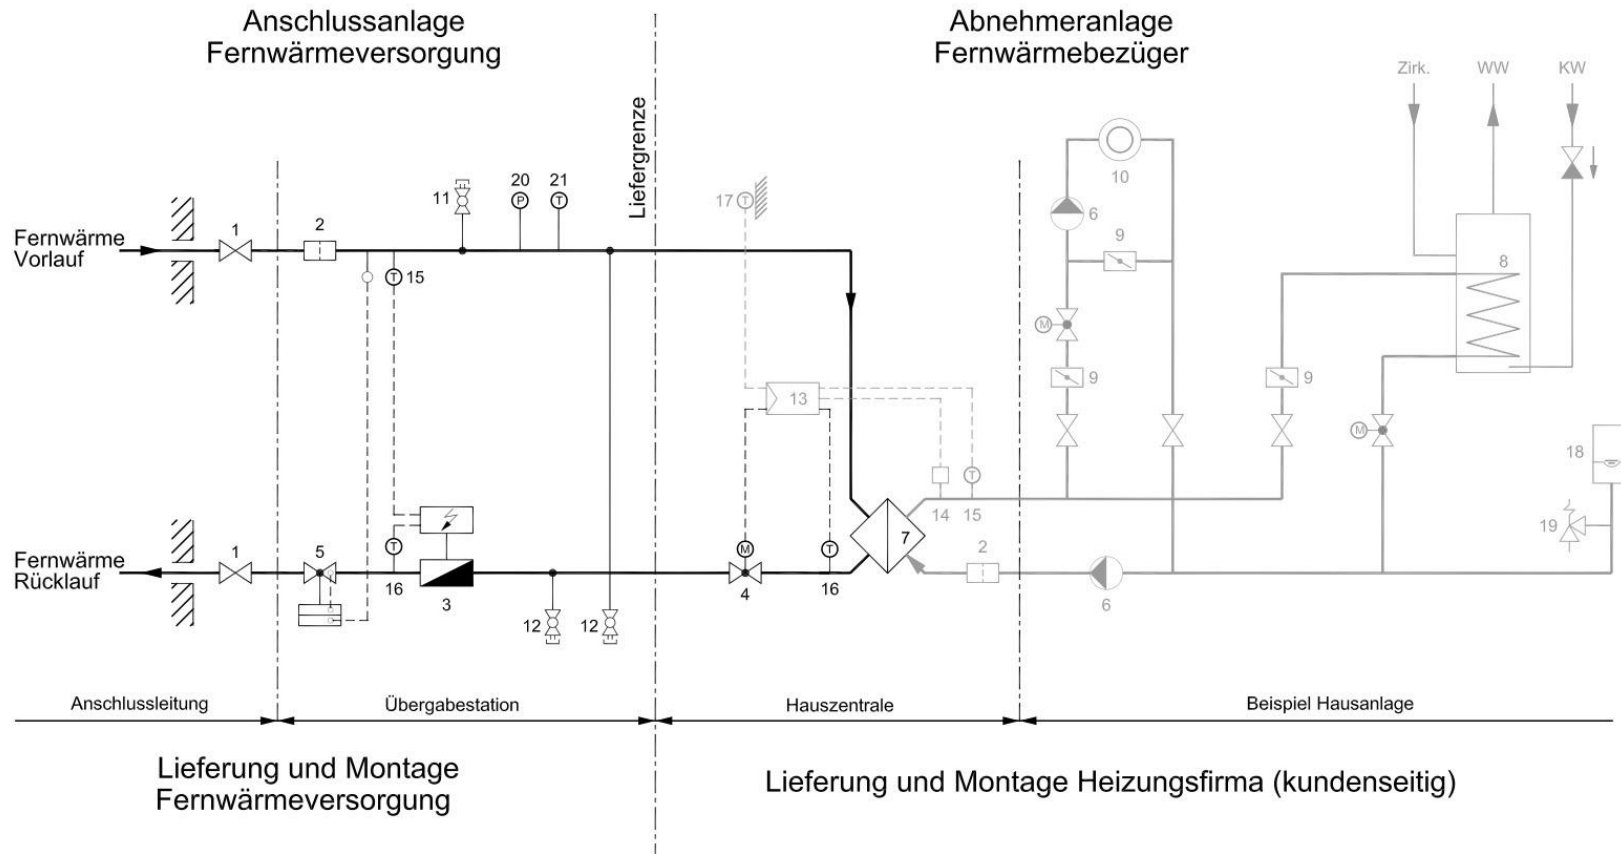 Anschlussanlage
Fernwärmeversorgung
Abnehmeranlage
Fernwärmebezüger
Liefergrenze
Zirk.
WW
KW
10
20
21
11
P
T
17
T
6
1
2
9
8
Fernwärme
Vorlauf
T
15
M
13
9
9
M
18
14
T
15
19
Fernwärme
Rücklauf
1
5
T
16
3
M
4
T
16
7
2
6
12
12
Anschlussleitung
Übergabestation
Hauszentrale
Beispiel Hausanlage
Lieferung und Montage
Fernwärmeversorgung
Lieferung und Montage Heizungsfirma (kundenseitig)